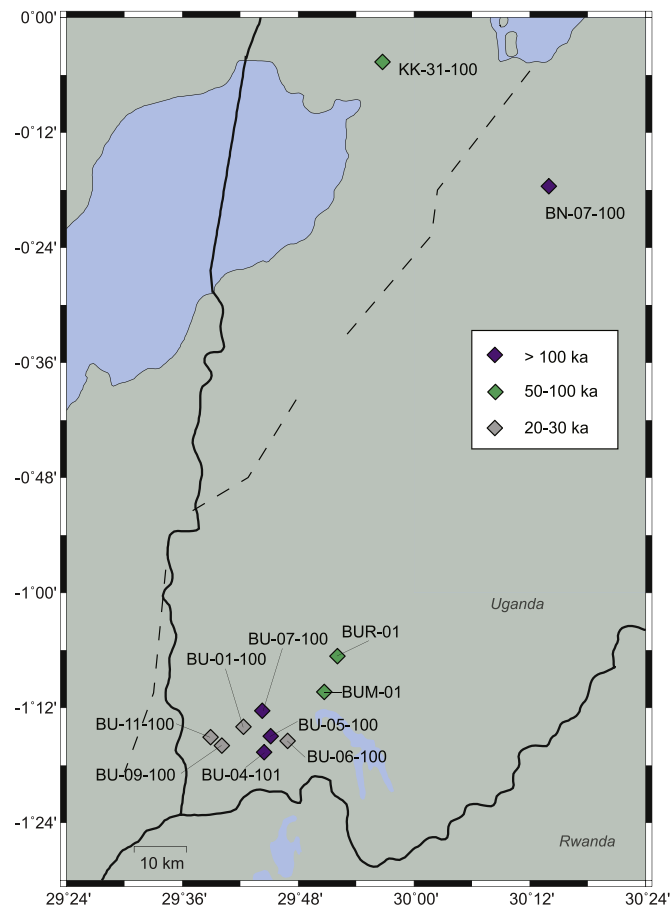 0°00'
KK-31-100
-0°12'
BN-07-100
-0°24'
-0°36'
> 100 ka
50-100 ka
20-30 ka
-0°48'
-1°00'
Uganda
BU-07-100
BUR-01
BU-01-100
BUM-01
-1°12'
BU-11-100
BU-05-100
BU-06-100
BU-09-100
BU-04-101
-1°24'
Rwanda
10 km
29°24'
29°36'
29°48'
30°00'
30°12'
30°24'